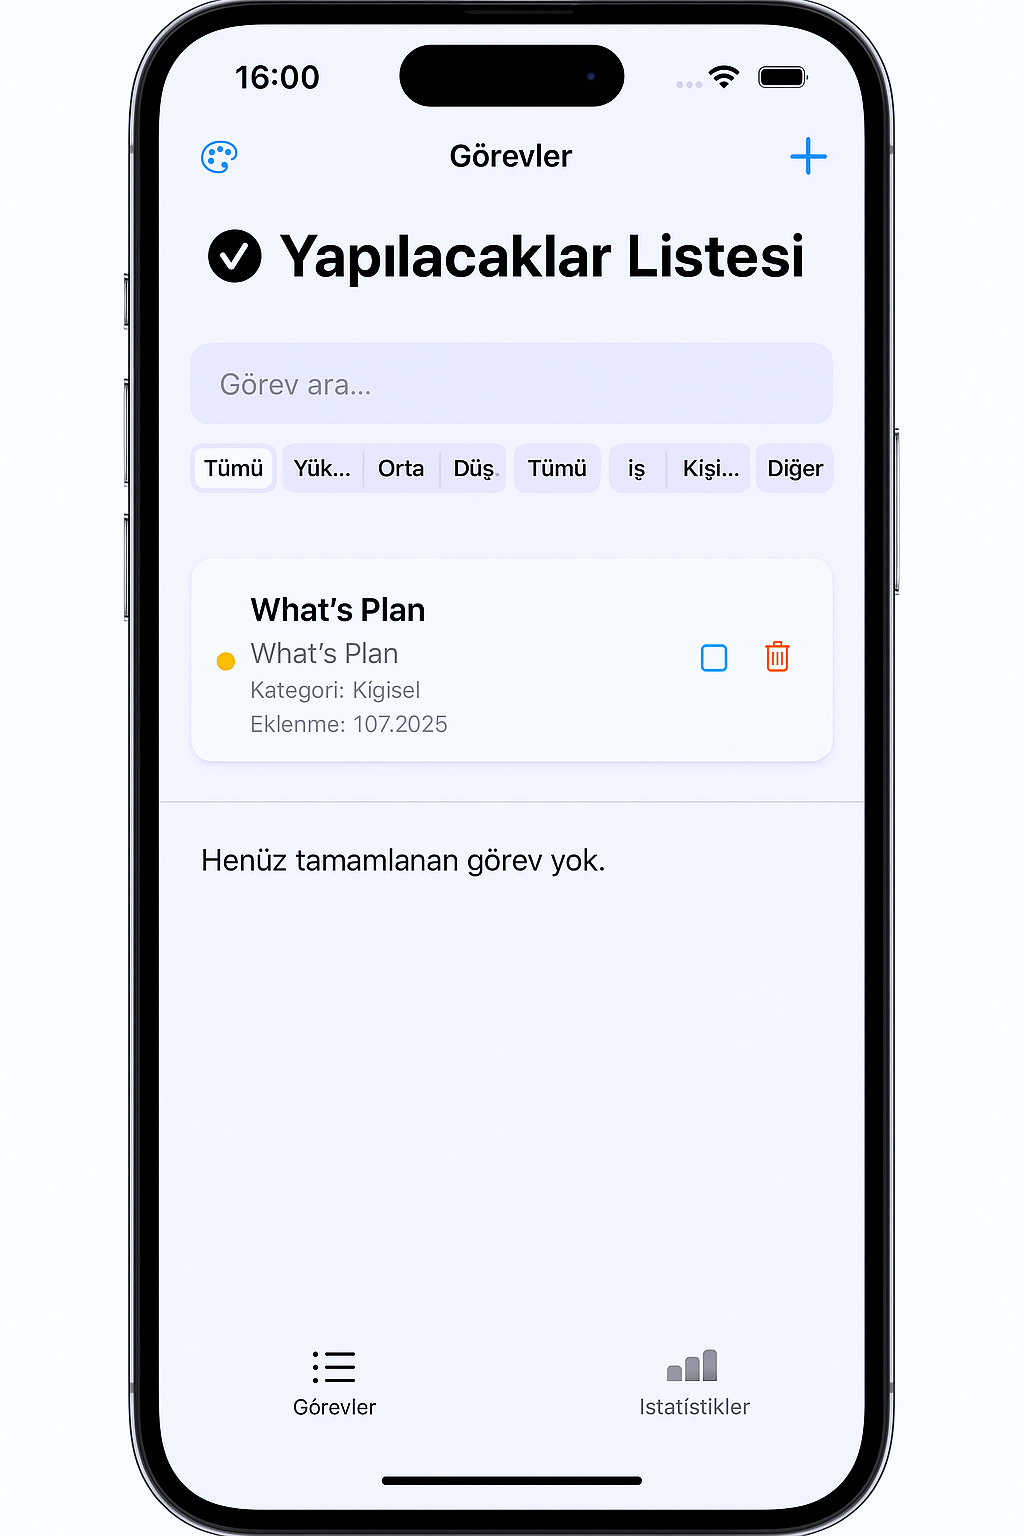 16:00
Görevler
Yapılacaklar Listesi
Görev ara...
Tümü Yük... Orta Düş. Tümü iş Kişi... Diğer
What's Plan
What's Plan
Kategori: Kígisel
Eklenme: 107.2025
Henüz tamamlanan görev yok.
Górevler Istatístikler